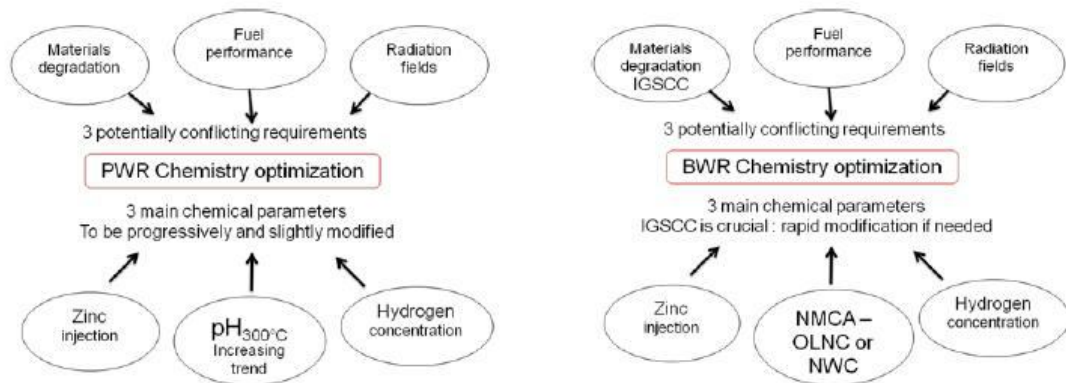 Materials
degradation
Fuel
performance
Radiation
fields
3 potentially conflicting requirements
PWR Chemistry optimization
3 main chemical parameters
To be progressively and slightly modified
Zinc
injection
pH300°C
Increasing
trend
Hydrogen
concentration
Materials
degradation
IGSCC
Fuel
performance
Radiation
fields
3 potentially conflicting requirements
BWR Chemistry optimization
3 main chemical parameters
IGSCC is crucial : rapid modification if needed
Zinc
injection
NMCA –
OLNC or
NWC
Hydrogen
concentration